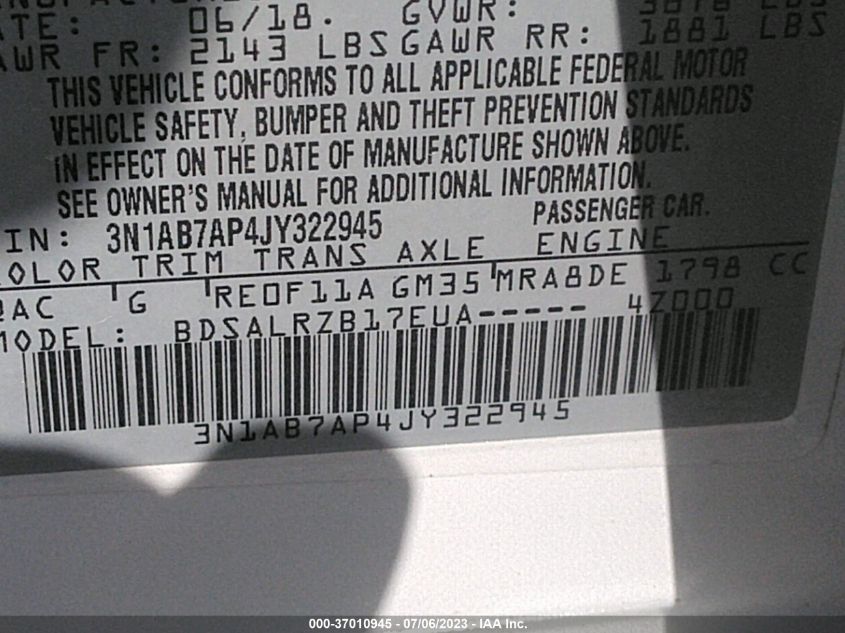 06/18. GVWR:
FR: 2143 LBS GAWR RR: 1881 LBS
THIS VEHICLE CONFORMS TO ALL APPLICABLE FEDERAL MOTOR
VEHICLE SAFETY, BUMPER AND THEFT PREVENTION STANDARDS
IN EFFECT ON THE DATE OF MANUFACTURE SHOWN ABOVE.
SEE OWNER'S MANUAL FOR ADDITIONAL INFORMATION.
IN: 3N1AB7AP4JY322945 PASSENGER CAR.
OLOR TRIM TRANS AXLE ENGINE
QAC G RE0F11A GM35 MRA8DE 1798 CC
MODEL: BDSALRZB17EUA----- 4Z000
3N1AB7AP4JY322945
000-37010945 - 07/06/2023 - IAA Inc.